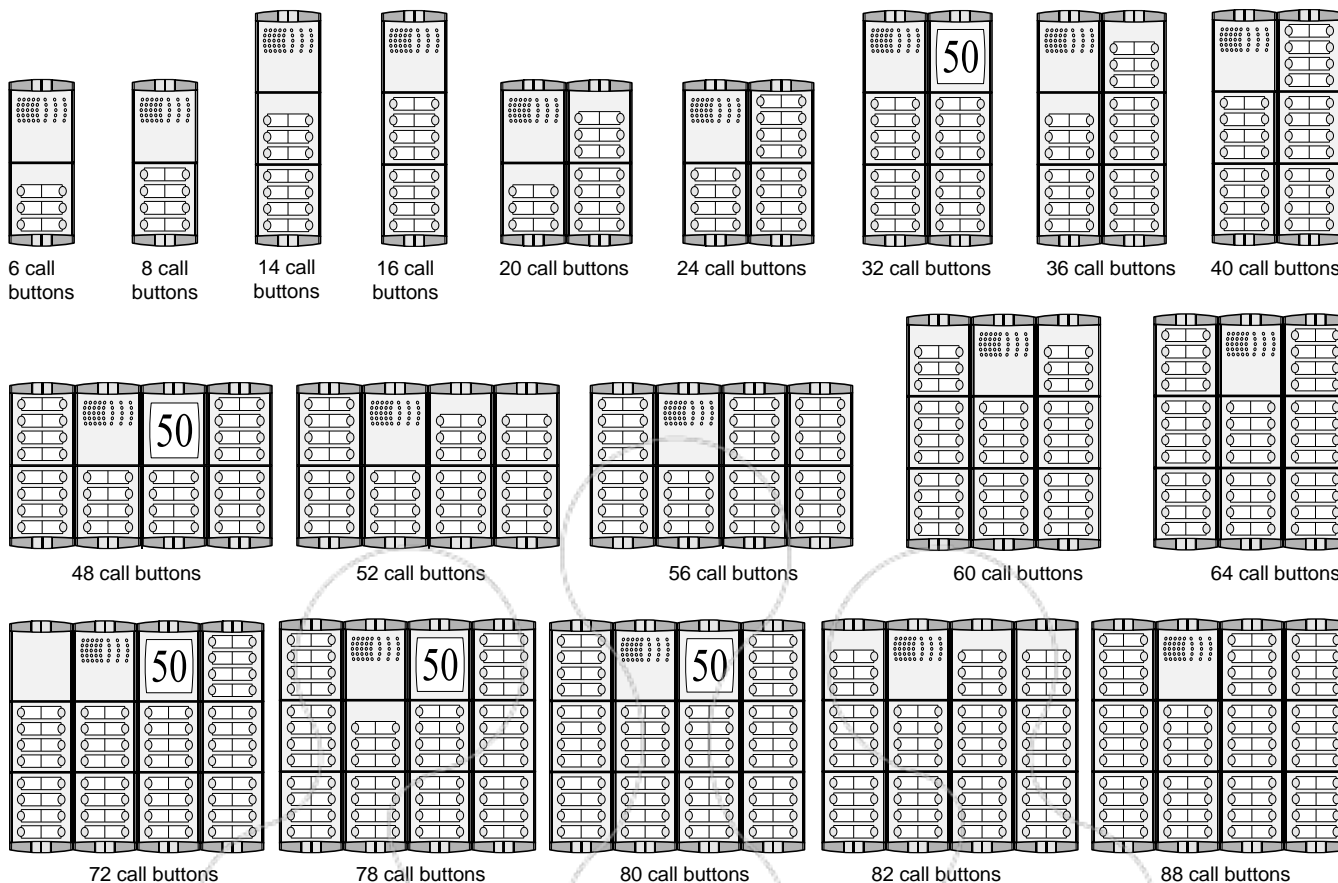 50
6 call
buttons
8 call
buttons
14 call
buttons
16 call
buttons
20 call buttons
24 call buttons
32 call buttons
36 call buttons
40 call buttons
50
48 call buttons
52 call buttons
56 call buttons
60 call buttons
64 call buttons
50
50
50
72 call buttons
78 call buttons
80 call buttons
82 call buttons
88 call buttons